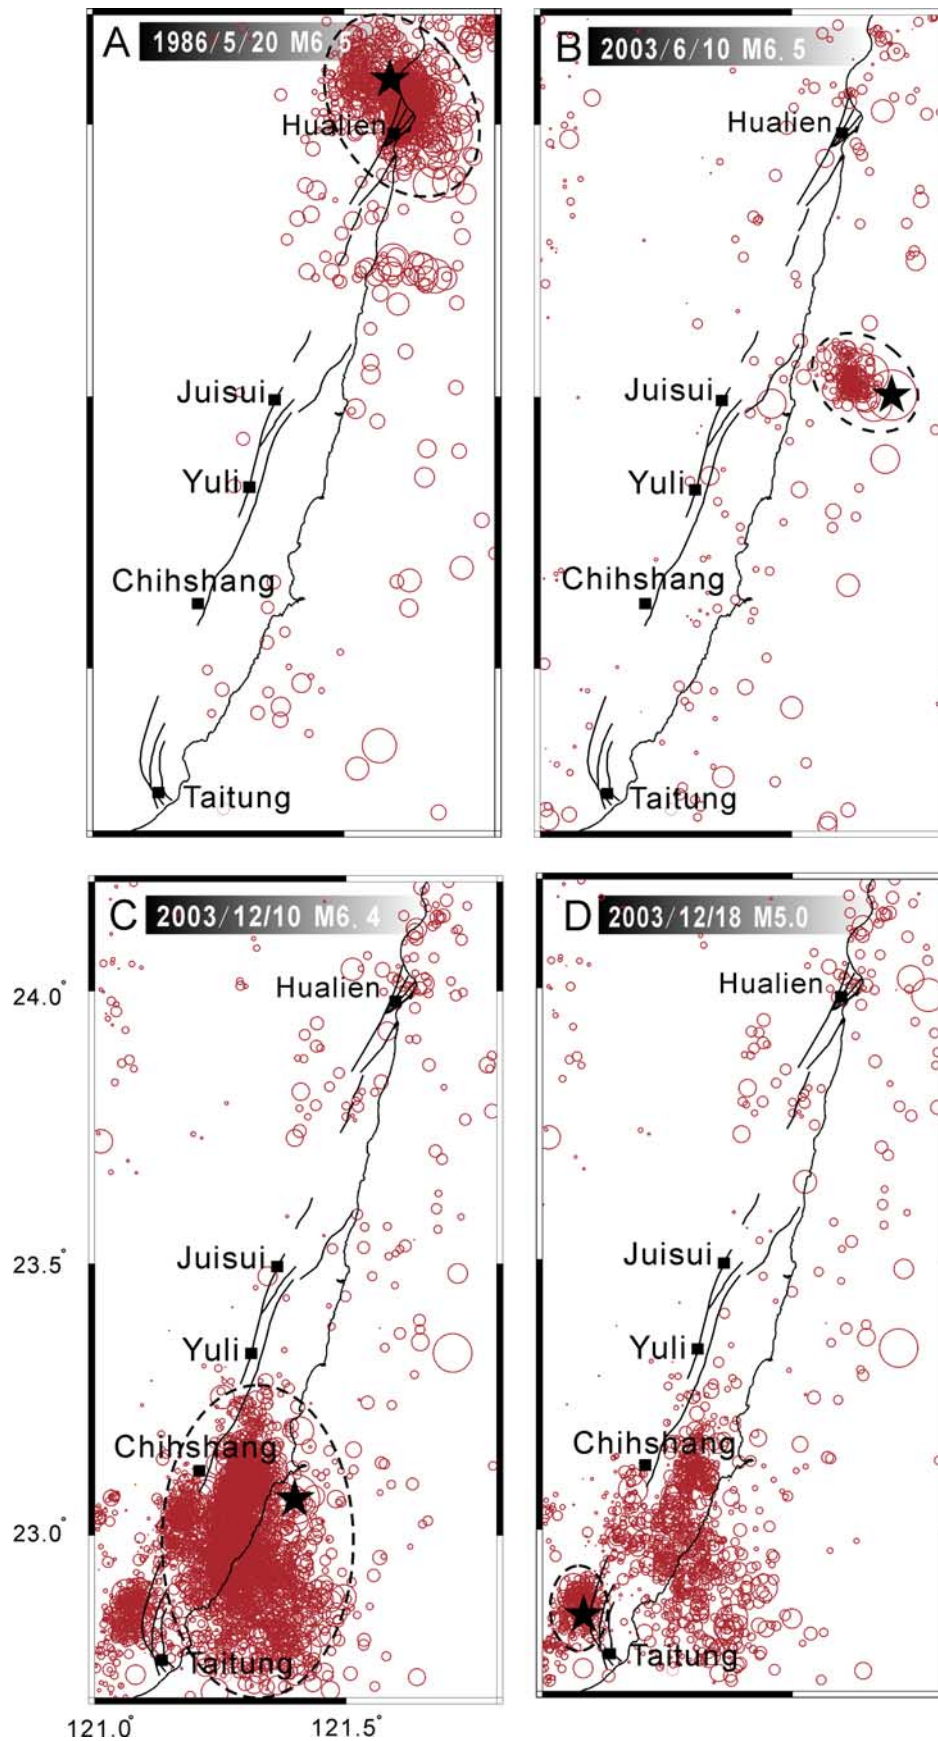 A 1986/5/20 M6.5
Hualien
Juisui
Yuli
Chihshang
Taitung
B 2003/6/10 M6.5
Hualien
Juisui
Yuli
Chihshang
Taitung
C 2003/12/10 M6.4
Hualien
24.0°
Juisui
23.5°
Yuli
Chihshang
23.0°
Taitung
121.0° 121.5°
D 2003/12/18 M5.0
Hualien
Juisui
Yuli
Chihshang
Taitung